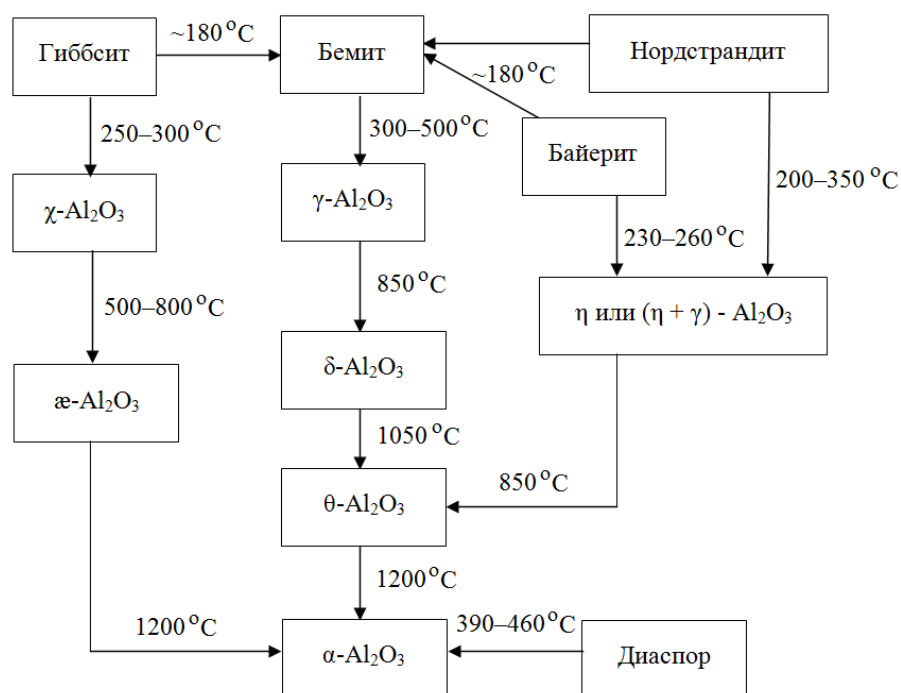 ~180 °C
Гиббсит
Бемит
Нордстрандит
~180 °C
250–300 °C
300–500 °C
Байерит
200–350 °C
χ-Al₂O₃
γ-Al₂O₃
230–260 °C
850 °C
500–800 °C
η или (η + γ) - Al₂O₃
δ-Al₂O₃
æ-Al₂O₃
1050 °C
850 °C
θ-Al₂O₃
1200 °C
1200 °C
390–460 °C
α-Al₂O₃
Диаспор